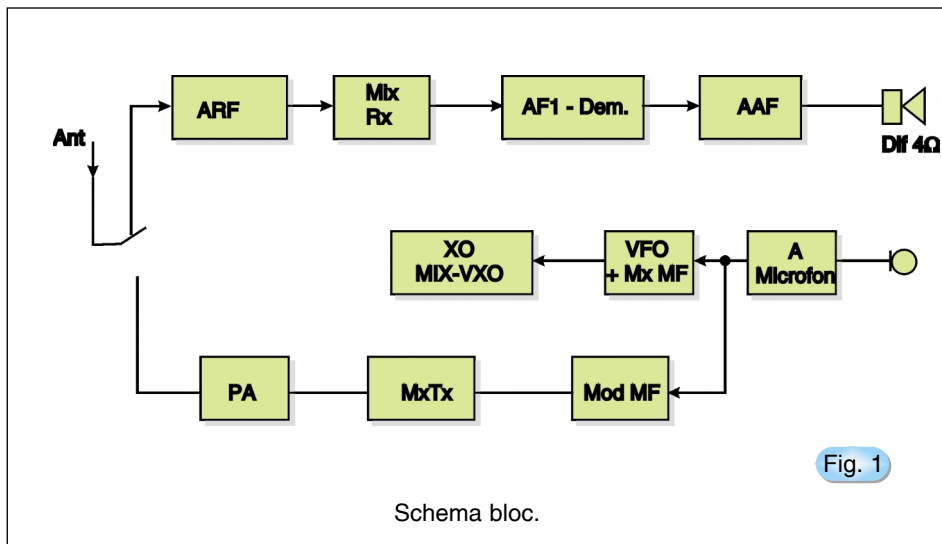 ARF
Mix
Rx
AF1 - Dem.
AAF
Ant
Dif 4Ω
XO
MIX-VXO
VFO
+ Mx MF
A
Microfon
PA
MxTx
Mod MF
Fig. 1
Schema bloc.